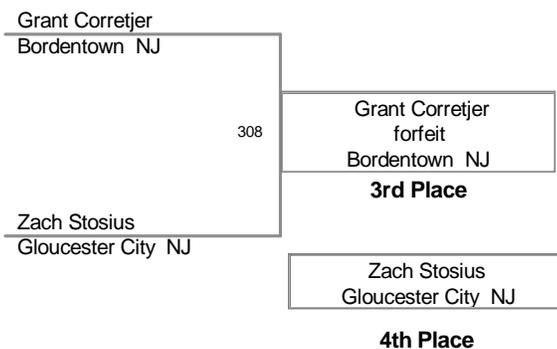 Grant Corretjer
Bordentown NJ
308
Grant Corretjer
forfeit
Bordentown NJ
3rd Place
Zach Stosius
Gloucester City NJ
Zach Stosius
Gloucester City NJ
4th Place